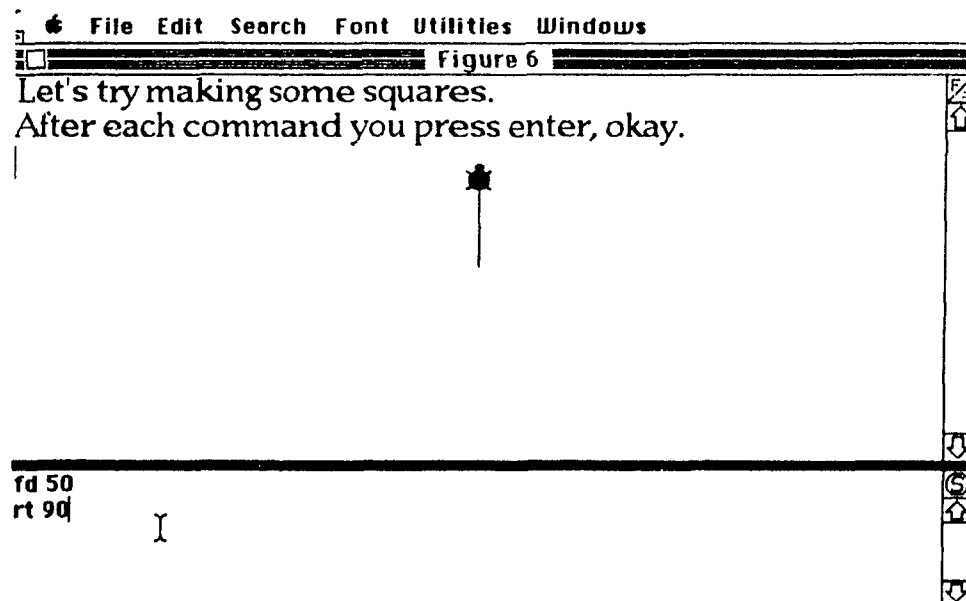 File Edit Search Font Utilities Windows
Figure 6
Let's try making some squares.
After each command you press enter, okay.
fd 50
rt 90